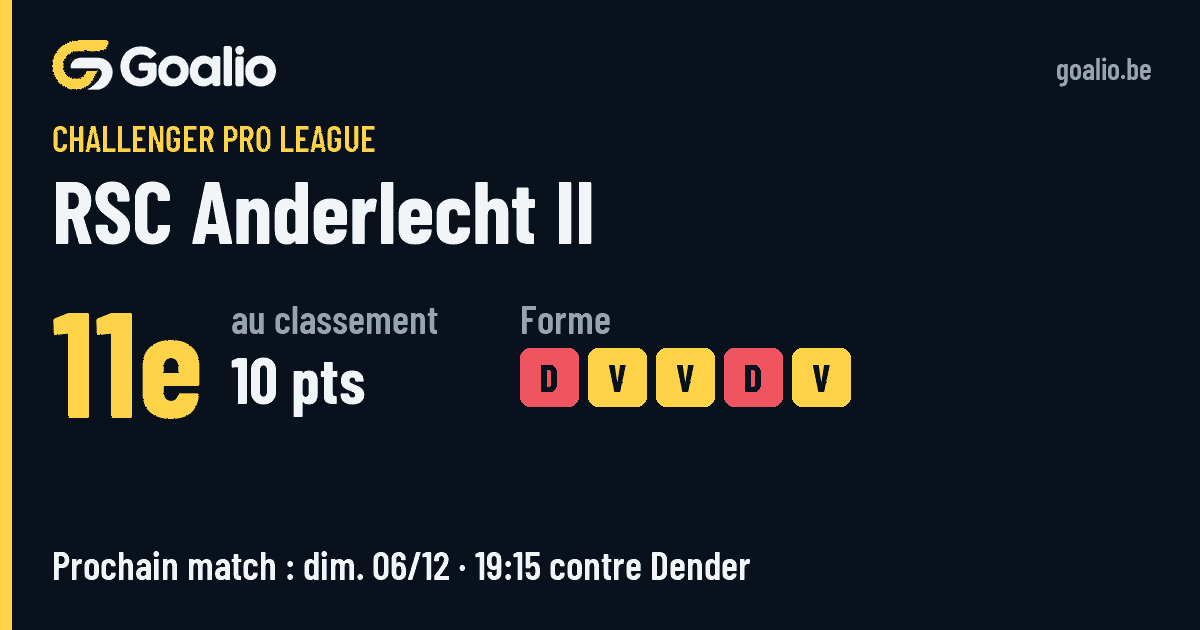 Goalio
goalio.be
CHALLENGER PRO LEAGUE
RSC Anderlecht II
11e
au classement
10 pts
Forme
D V V D V
Prochain match : dim. 06/12 · 19:15 contre Dender